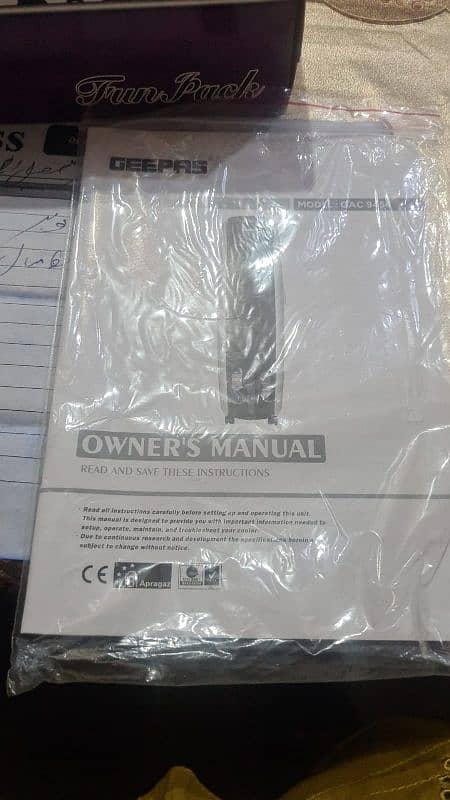 Fun Pack
SS
GEEPAS
MODEL: GAC
OWNER'S MANUAL
READ AND SAVE THESE INSTRUCTIONS
· Read all instructions carefully before setting up and operating this unit.
This manual is designed to provide you with important information needed to
setup, operate, maintain, and troubleshoot your cooler.
· Due to continuous research and development the specifications herein
subject to change without notice.
CE
Apragaz